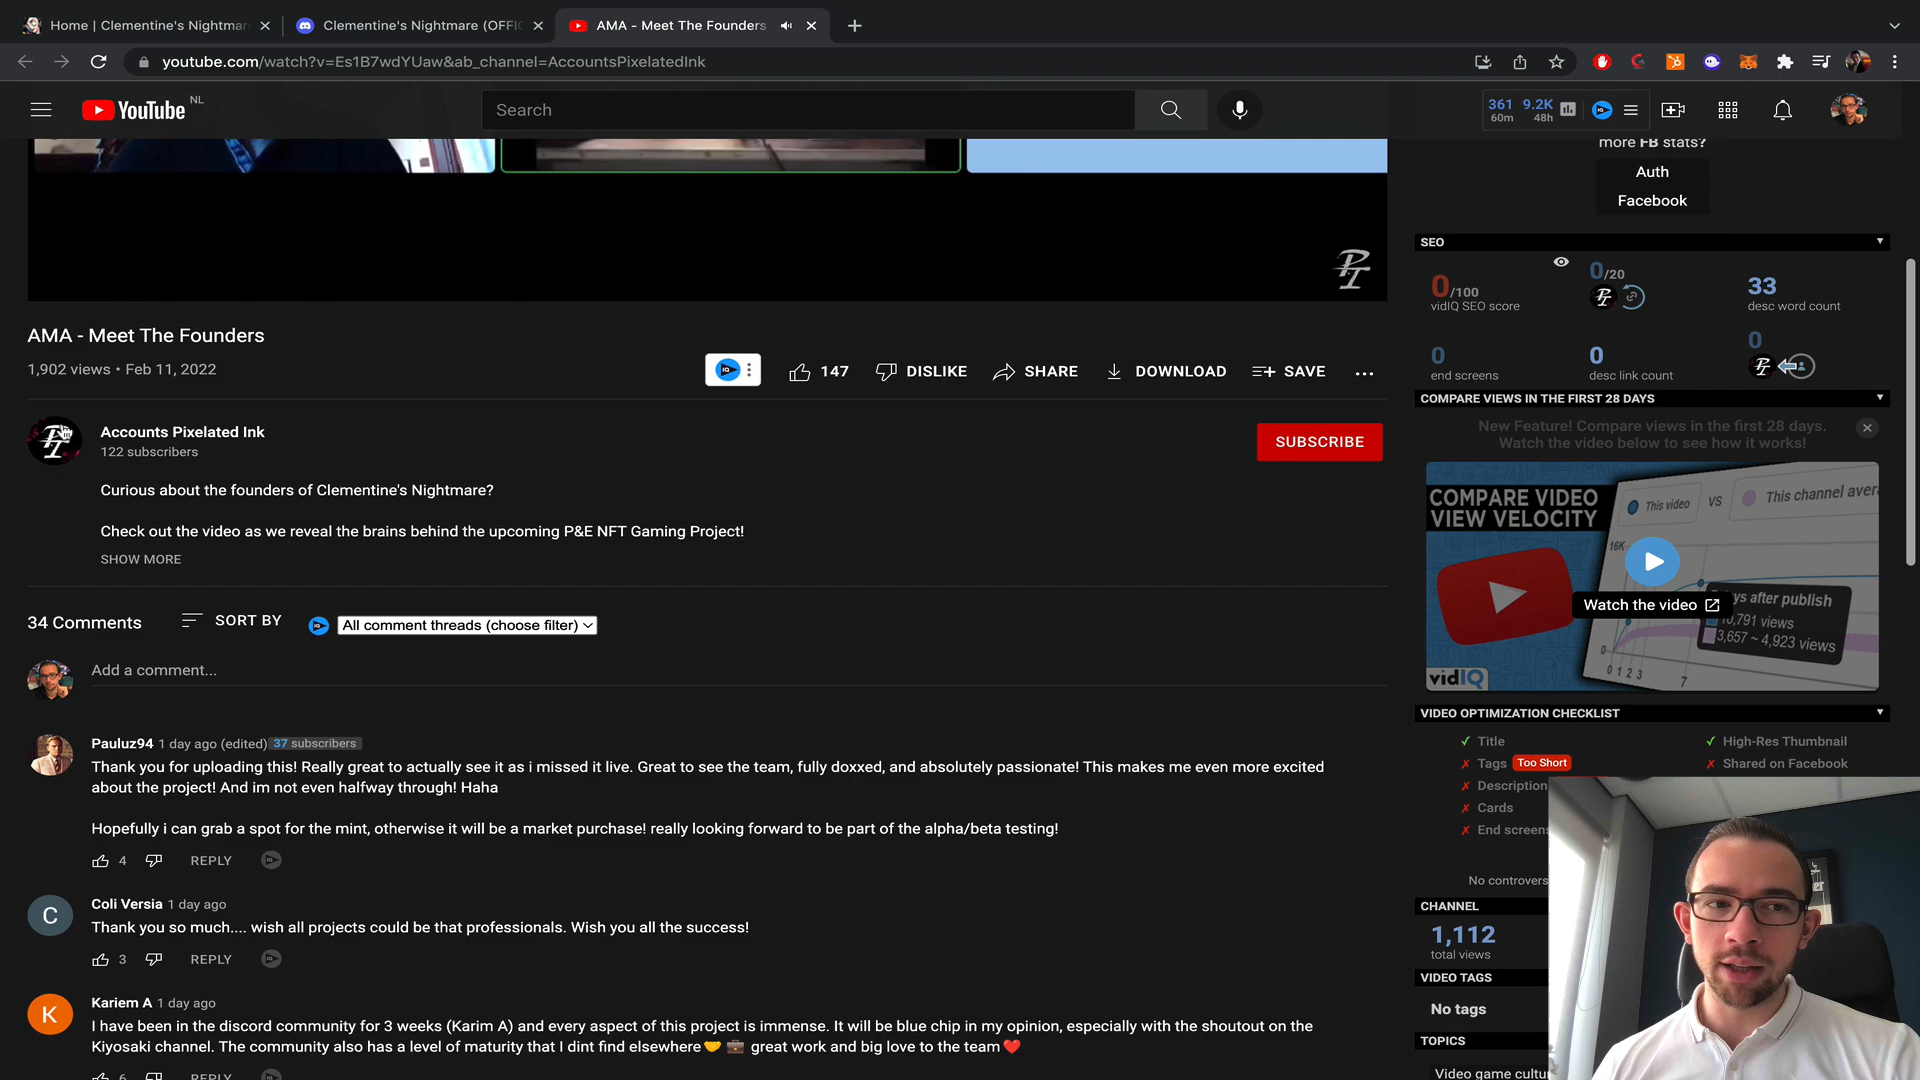 Home | Clementine's Nightmar
Clementine's Nightmare (OFFIC
AMA - Meet The Founders
youtube.com/watch?v=Es1B7wdYUaw&ab_channel=AccountsPixelatedInk
YouTube NL
Search
361 9.2K
60m 48h
more FB stats?
Auth
Facebook
SEO
0/100
vidIQ SEO score
0/20
33
desc word count
0
end screens
0
desc link count
0
AMA - Meet The Founders
1,902 views • Feb 11, 2022
147
DISLIKE
SHARE
DOWNLOAD
SAVE
COMPARE VIEWS IN THE FIRST 28 DAYS
New Feature! Compare views in the first 28 days.
Watch the video below to see how it works!
Accounts Pixelated Ink
122 subscribers
SUBSCRIBE
Curious about the founders of Clementine's Nightmare?
Check out the video as we reveal the brains behind the upcoming P&E NFT Gaming Project!
SHOW MORE
COMPARE VIDEO
VIEW VELOCITY
This video VS This channel avera
16K
Watch the video
ys after publish
10,791 views
3,657 ~ 4,923 views
0
0 1 2 3 7
vidIQ
34 Comments
SORT BY
All comment threads (choose filter)
Add a comment...
VIDEO OPTIMIZATION CHECKLIST
Title
High-Res Thumbnail
Tags Too Short
Shared on Facebook
Description
Cards
End screens
No controvers
CHANNEL
1,112
total views
VIDEO TAGS
No tags
TOPICS
Video game cultu
Pauluz94 1 day ago (edited) 37 subscribers
Thank you for uploading this! Really great to actually see it as i missed it live. Great to see the team, fully doxxed, and absolutely passionate! This makes me even more excited
about the project! And im not even halfway through! Haha
Hopefully i can grab a spot for the mint, otherwise it will be a market purchase! really looking forward to be part of the alpha/beta testing!
4 REPLY
C
Coli Versia 1 day ago
Thank you so much.... wish all projects could be that professionals. Wish you all the success!
3 REPLY
K
Kariem A 1 day ago
I have been in the discord community for 3 weeks (Karim A) and every aspect of this project is immense. It will be blue chip in my opinion, especially with the shoutout on the
Kiyosaki channel. The community also has a level of maturity that I dint find elsewhere🤝 💼 great work and big love to the team❤️
6 REPLY